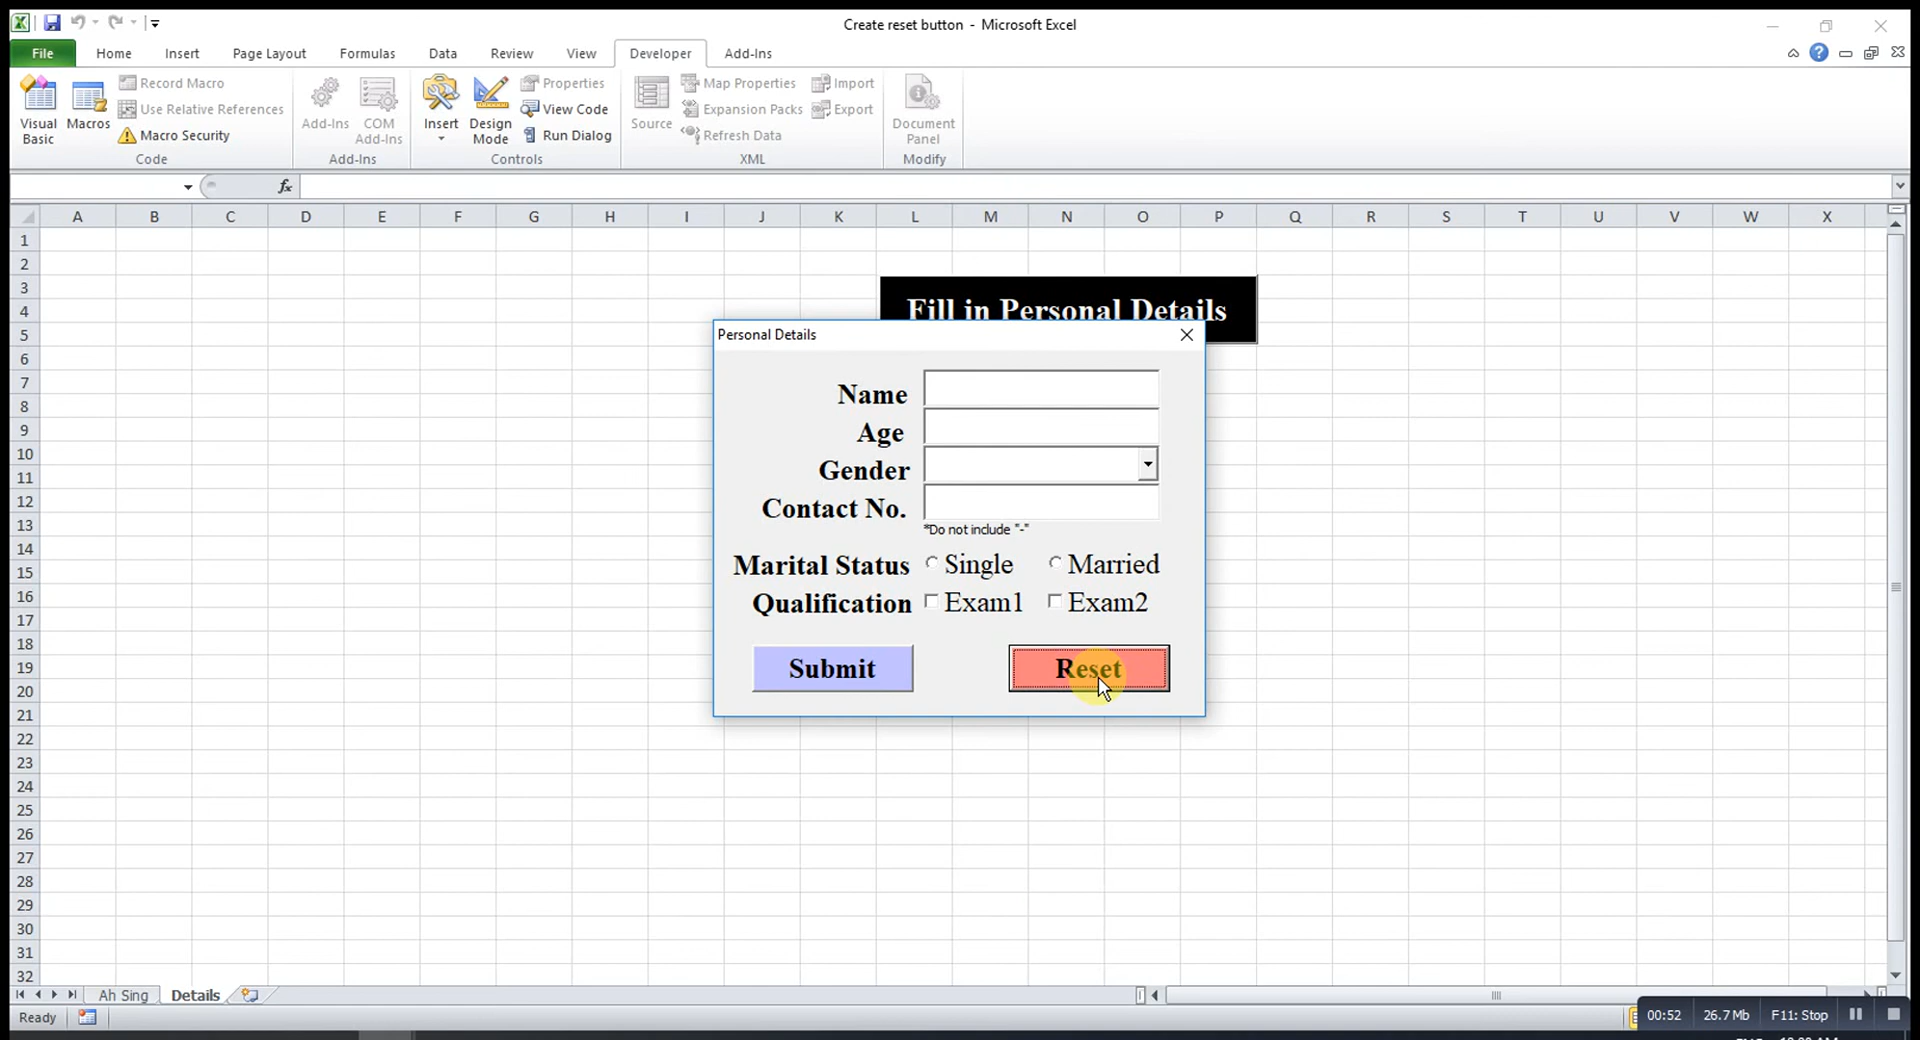 Create reset button - Microsoft Excel
File Home Insert Page Layout Formulas Data Review View Developer Add-Ins
Visual Basic
Macros
Record Macro
Use Relative References
Macro Security
Code
Add-Ins
COM Add-Ins
Add-Ins
Insert
Design Mode
Properties
View Code
Run Dialog
Controls
Source
Map Properties
Expansion Packs
Refresh Data
Import
Export
XML
Document Panel
Modify
fx
A B C D E F G H I J K L M N O P Q R S T U V W X
1
2
3
4
5
6
7
8
9
10
11
12
13
14
15
16
17
18
19
20
21
22
23
24
25
26
27
28
29
30
31
32
Fill in Personal Details
Personal Details
Name
Age
Gender
Contact No.
*Do not include "-"
Marital Status Single Married
Qualification Exam1 Exam2
Submit Reset
Ah Sing Details
Ready
00:52 26.7 Mb F11: Stop